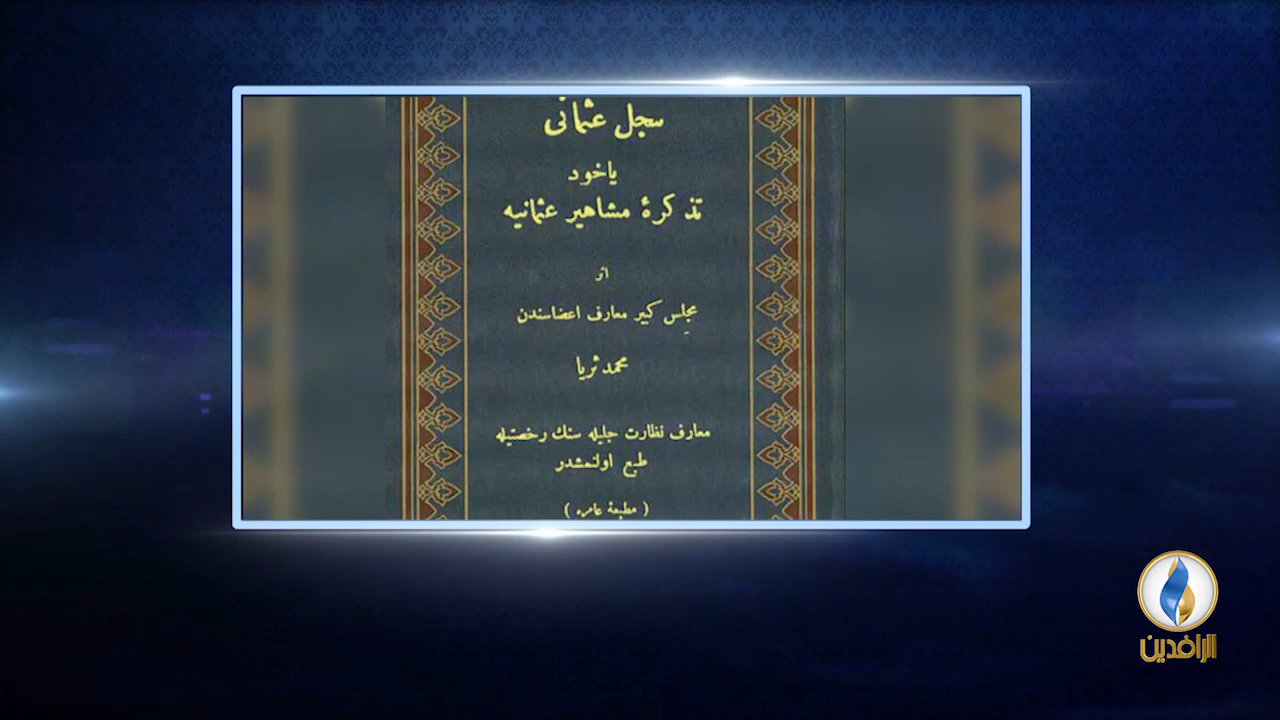 سجل عثمانی
یاخود
تذکرهٔ مشاهیر عثمانیه
اثر
مجلس کبیر معارف اعضاسندن
محمد ثریا
معارف نظارت جلیله سنك رخصتیله
طبع اولنمشدر
( مطبعهٔ عامره )
الرافدين